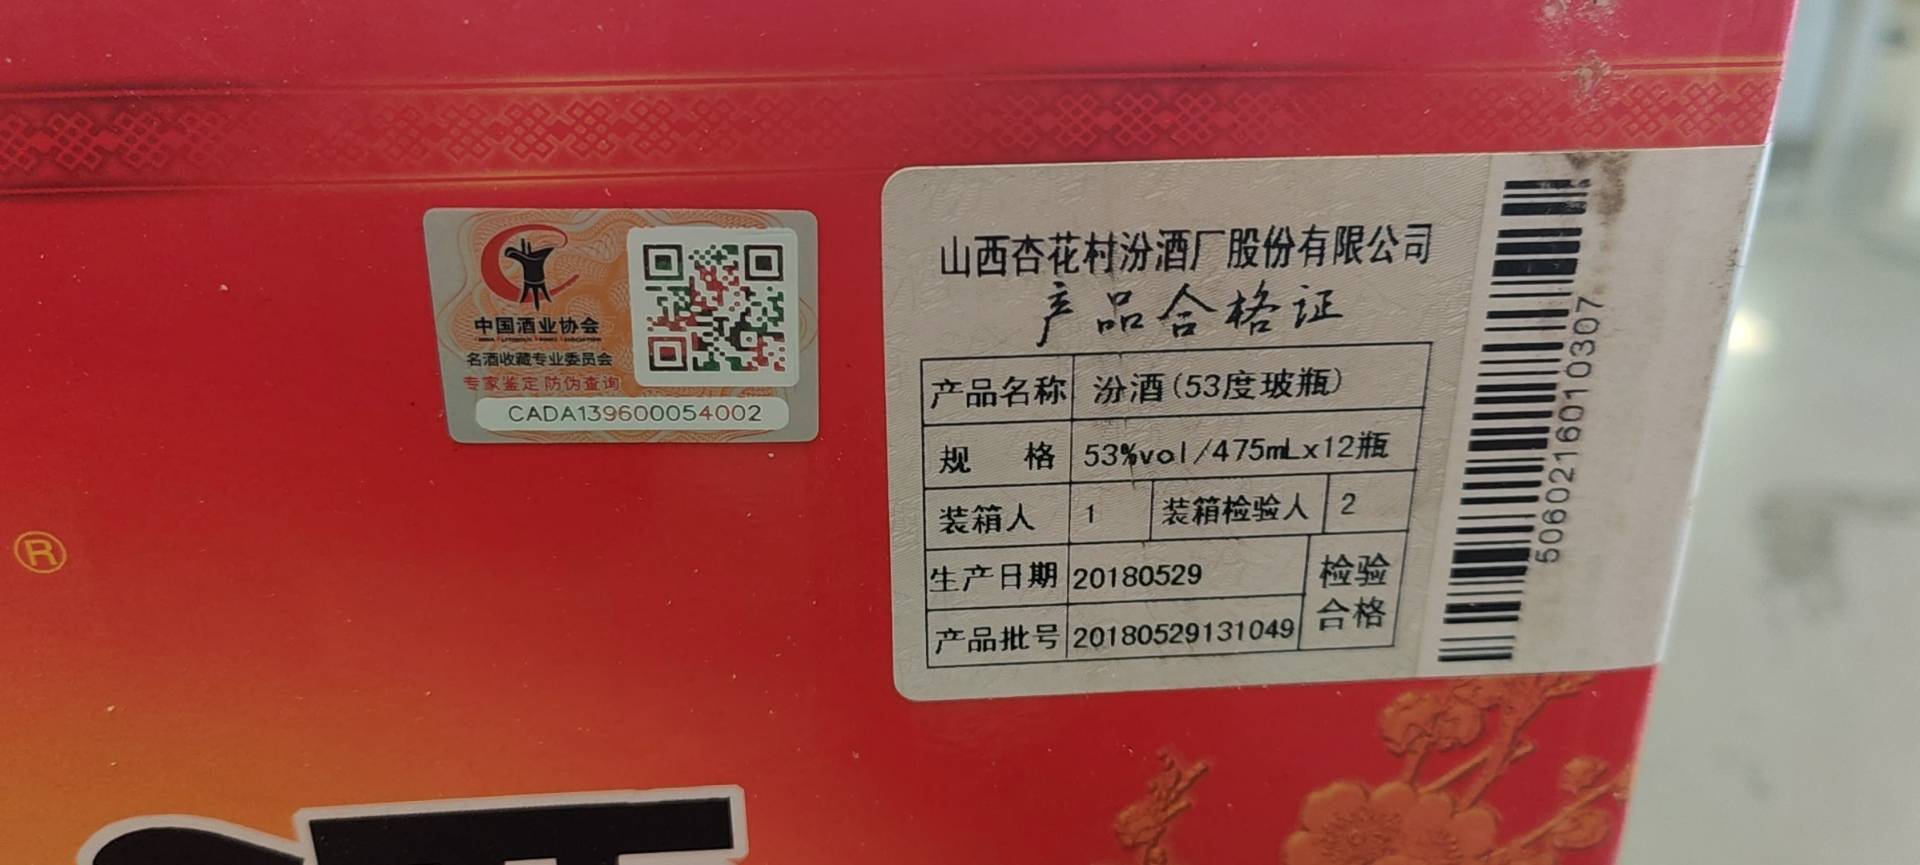 中国酒业协会
名酒收藏专业委员会
专家鉴定 防伪查询
CADA139600054002
山西杏花村汾酒厂股份有限公司
产品合格证
产品名称 汾酒(53度玻瓶)
规 格 53%vol/475mLx12瓶
装箱人 1 装箱检验人 2
生产日期 20180529 检验
产品批号 20180529131049 合格
5060216010307
®